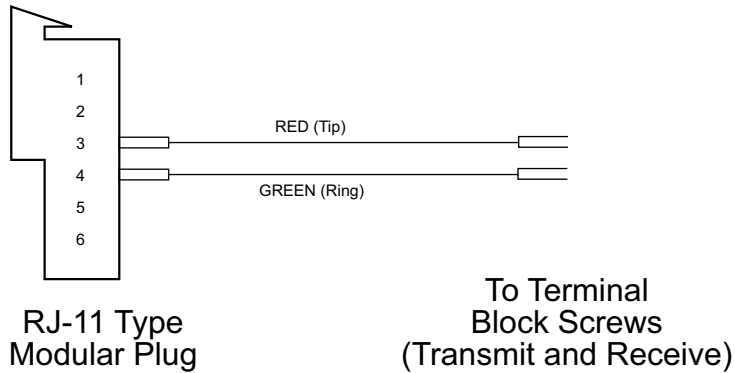 1
2
3
4
5
6
RED (Tip)
GREEN (Ring)
RJ-11 Type
Modular Plug
To Terminal
Block Screws
(Transmit and Receive)